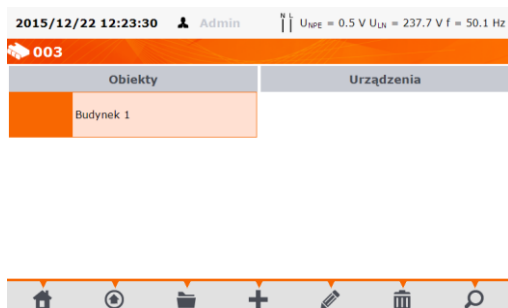 2015/12/22 12:23:30 Admin N L UNPE = 0.5 V ULN = 237.7 V f = 50.1 Hz
003
Obiekty Urządzenia
Budynek 1